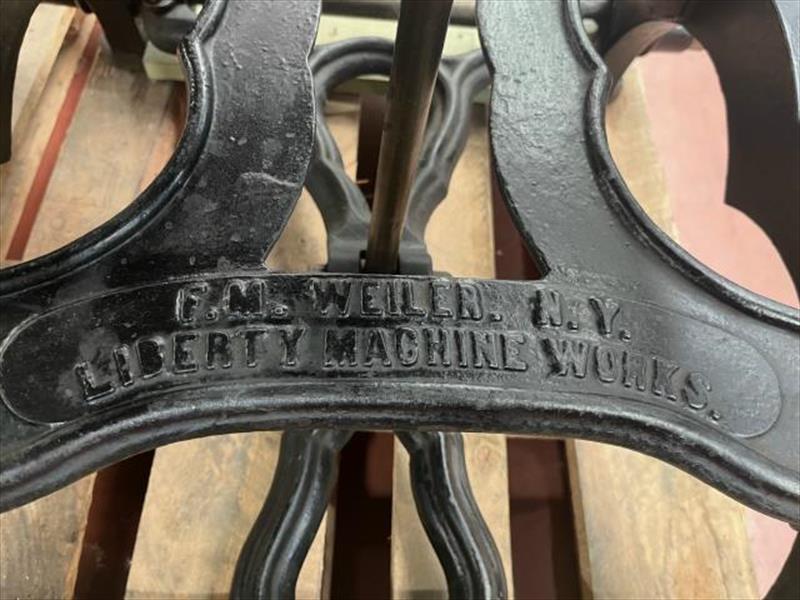 F.M. WEILER. N.Y.
LIBERTY MACHINE WORKS.